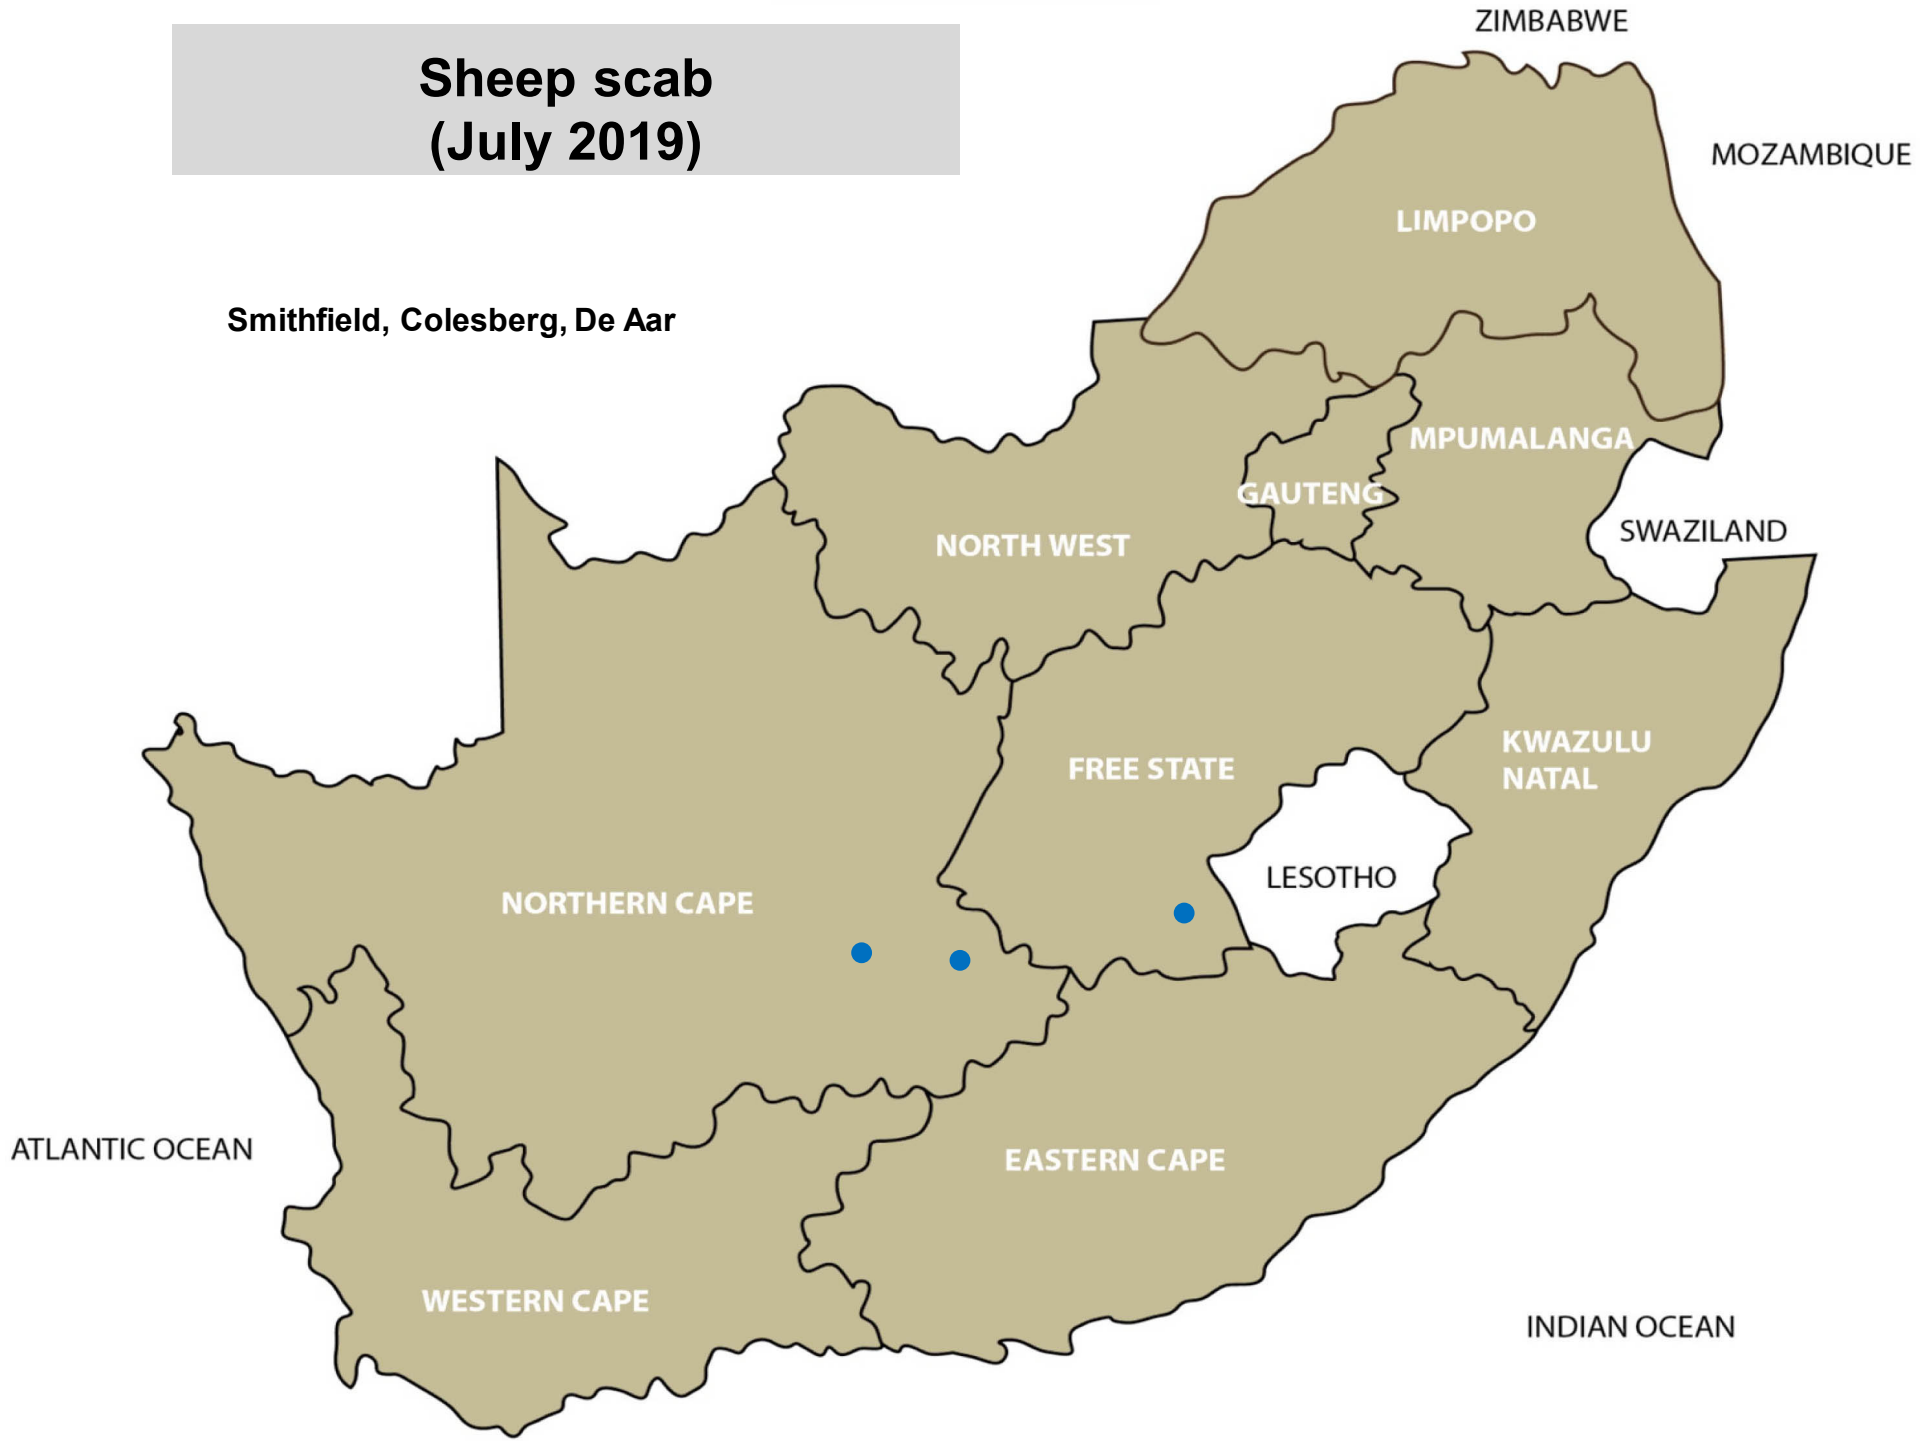 Sheep scab
(July 2019)
Smithfield, Colesberg, De Aar
ZIMBABWE
MOZAMBIQUE
LIMPOPO
MPUMALANGA
GAUTENG
SWAZILAND
NORTH WEST
KWAZULU
NATAL
FREE STATE
LESOTHO
NORTHERN CAPE
ATLANTIC OCEAN
EASTERN CAPE
WESTERN CAPE
INDIAN OCEAN